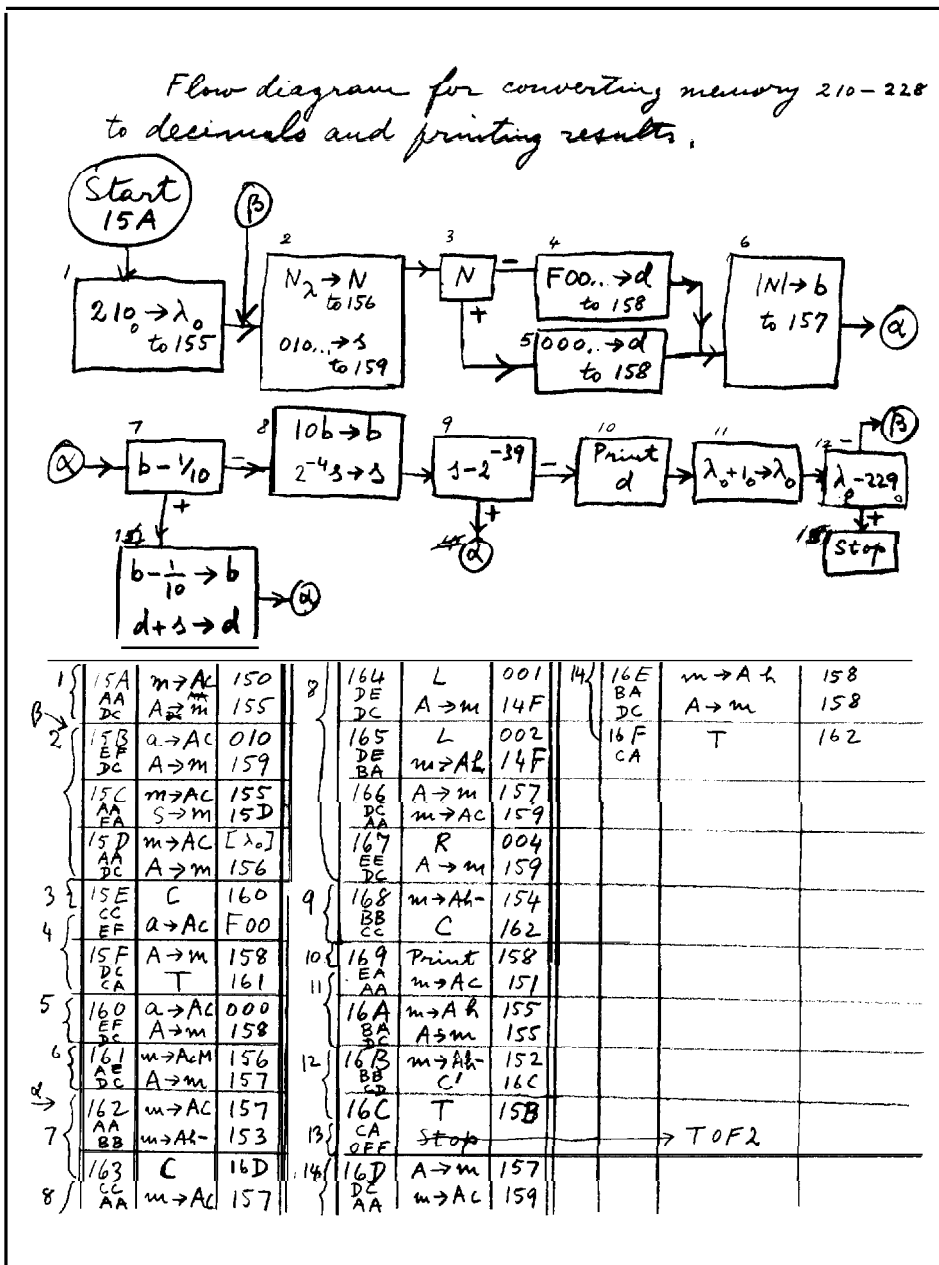 Flow diagram for converting memory 210-228
to decimals and printing results.
Start
15A
β
1
210₀→λ₀
to 155
2
N_λ → N
to 156
010... → s
to 159
3
N
−
+
4
F00.. → d
to 158
5
000.. → d
to 158
6
|N| → b
to 157
α
α
7
b − 1/10
−
+
8
10b → b
2⁻⁴s → s
9
s − 2⁻³⁹
−
+
α
10
Print
d
11
λ₀ + 1₀ → λ₀
12
λ₀ − 229₀
−
β
+
Stop
b − 1/10 → b
d + s → d
α
1 15A m→Ac 150
AA
DC A→m 155
β
2 15B a→Ac 010
EF
DC A→m 159
15C m→Ac 155
AA
FA S→m 15D
15D m→AC [λ₀]
AA
DC A→m 156
3 15E C 160
CC
4 EF a→Ac F00
15F A→m 158
DC
CA T 161
5 160 a→Ac 000
EF
DC A→m 158
6 161 m→AcM 156
AE
DC A→m 157
α
7 162 m→AC 157
AA
BB m→Ah- 153
163 C 16D
CC
8 AA m→Ac 157
8 164 L 001
DE
DC A→m 14F
165 L 002
DE
BA m→Ah 14F
166 A→m 157
DC
AA m→AC 159
167 R 004
EE
DC A→m 159
9 168 m→Ah- 154
BB
CC C 162
10 169 Print 158
EA
11 AA m→AC 151
16A m→Ah 155
BA
DC A→m 155
12 16B m→Ah- 152
BB
CD C' 16C
16C T 15B
CA
13 OFF Stop → T0F2
14 16D A→m 157
DC
AA m→AC 159
14 16E m→Ah 158
BA
DC A→m 158
16F T 162
CA